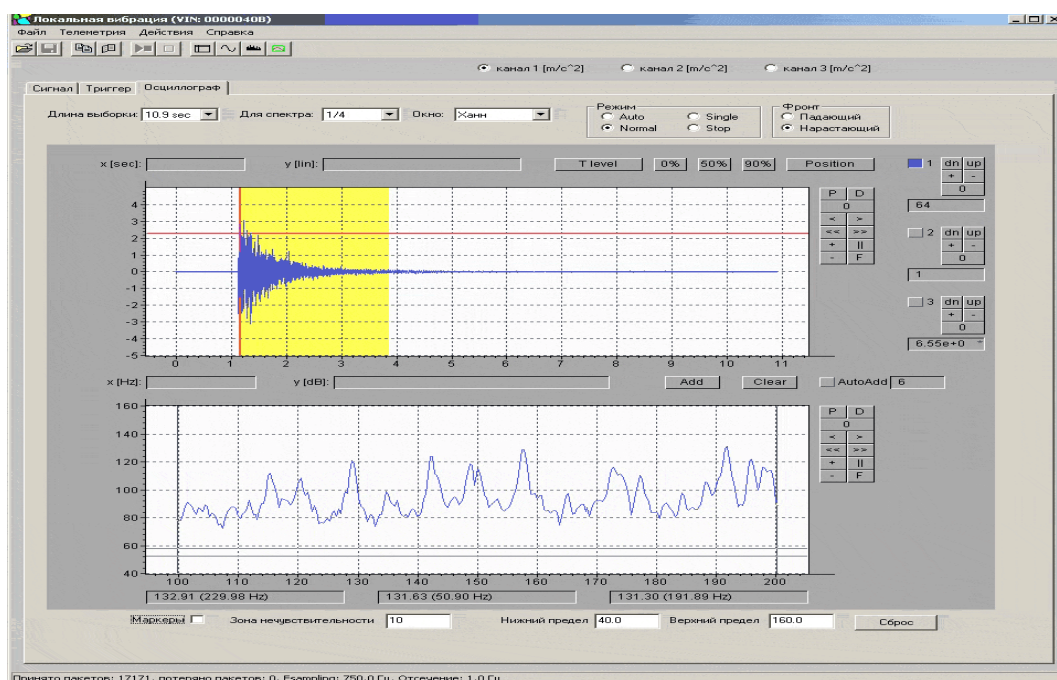 Локальная вибрация (VIN: 0000040B)
Файл Телеметрия Действия Справка
канал 1 [m/c^2] канал 2 [m/c^2] канал 3 [m/c^2]
Сигнал Триггер Осциллограф
Длина выборки: 10.9 sec Для спектра: 1/4 Окно: Ханн
Режим
Auto Single
Normal Stop
Фронт
Падающий
Нарастающий
x [sec]: y [lin]: T level 0% 50% 90% Position
1 dn up
+ -
0
64
2 dn up
+ -
0
1
3 dn up
+ -
0
6.55e+0
P D
0
< >
<< >>
+ II
- F
4
3
2
1
0
-1
-2
-3
-4
-5
0 1 2 3 4 5 6 7 8 9 10 11
x [Hz]: y [dB]: Add Clear AutoAdd 6
P D
0
< >
<< >>
+ II
- F
160
140
120
100
80
60
40
100 110 120 130 140 150 160 170 180 190 200
132.91 (229.98 Hz) 131.63 (50.90 Hz) 131.30 (191.89 Hz)
Маркеры Зона нечувствительности 10 Нижний предел 40.0 Верхний предел 160.0 Сброс
Принято пакетов: 17171, потеряно пакетов: 0, Fsampling: 750.0 Гц, Отсечение: 1.0 Гц